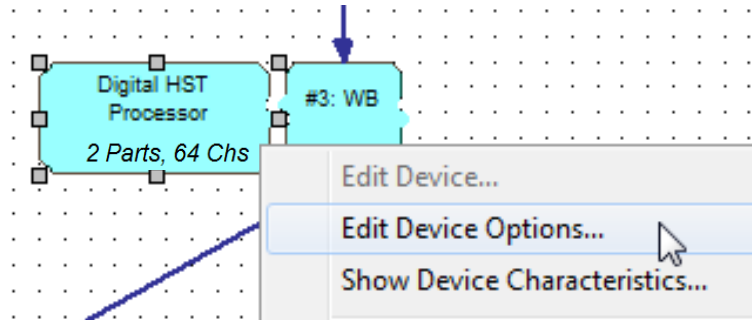 Digital HST
Processor
2 Parts, 64 Chs
#3: WB
Edit Device...
Edit Device Options...
Show Device Characteristics...